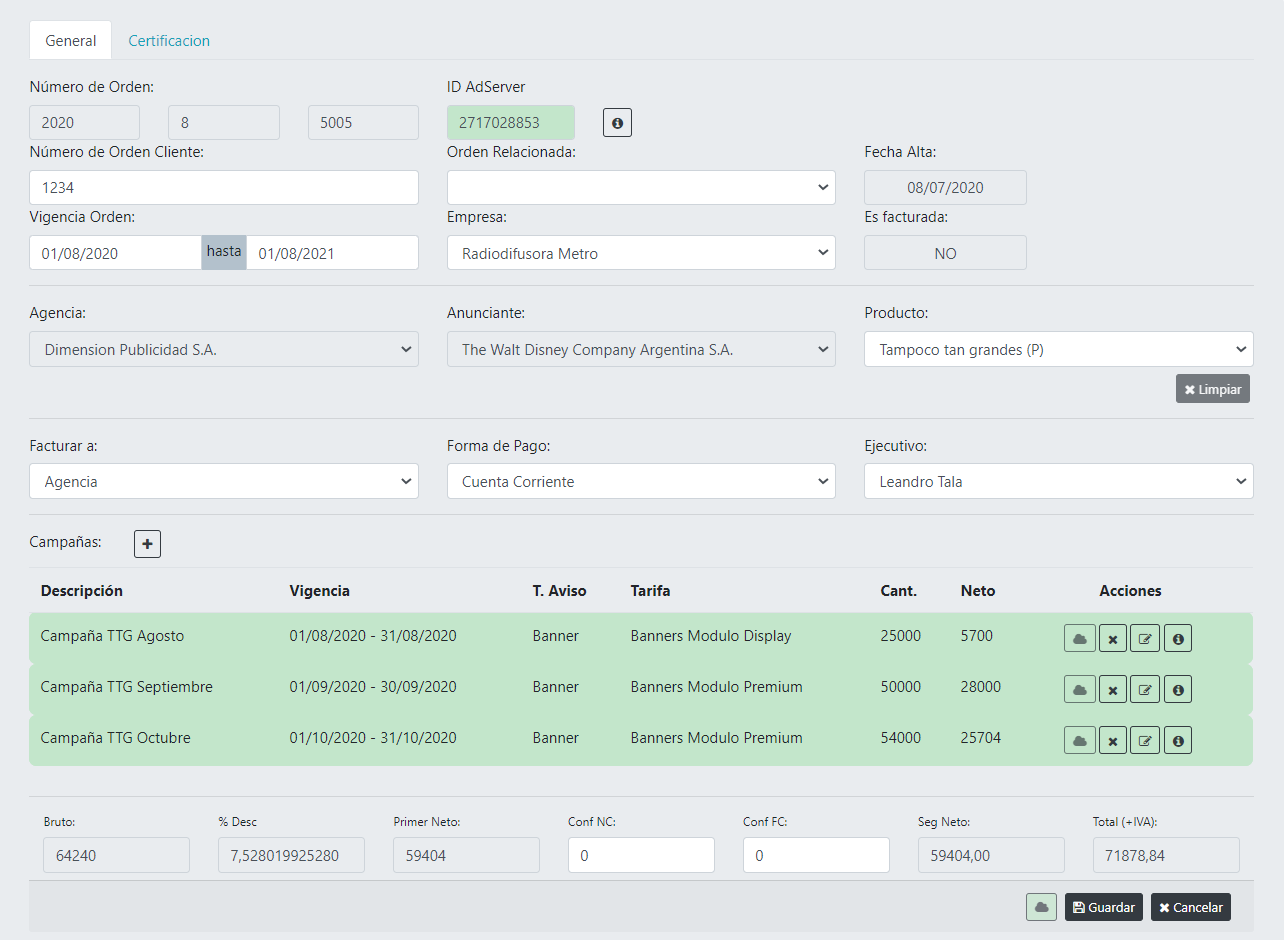 General Certificacion
Número de Orden: ID AdServer
2020 8 5005 2717028853
Número de Orden Cliente: Orden Relacionada: Fecha Alta:
1234 08/07/2020
Vigencia Orden: Empresa: Es facturada:
01/08/2020 hasta 01/08/2021 Radiodifusora Metro NO
Agencia: Anunciante: Producto:
Dimension Publicidad S.A. The Walt Disney Company Argentina S.A. Tampoco tan grandes (P)
Limpiar
Facturar a: Forma de Pago: Ejecutivo:
Agencia Cuenta Corriente Leandro Tala
Campañas:
Descripción Vigencia T. Aviso Tarifa Cant. Neto Acciones
Campaña TTG Agosto 01/08/2020 - 31/08/2020 Banner Banners Modulo Display 25000 5700
Campaña TTG Septiembre 01/09/2020 - 30/09/2020 Banner Banners Modulo Premium 50000 28000
Campaña TTG Octubre 01/10/2020 - 31/10/2020 Banner Banners Modulo Premium 54000 25704
Bruto: % Desc Primer Neto: Conf NC: Conf FC: Seg Neto: Total (+IVA):
64240 7,528019925280 59404 0 0 59404,00 71878,84
Guardar Cancelar